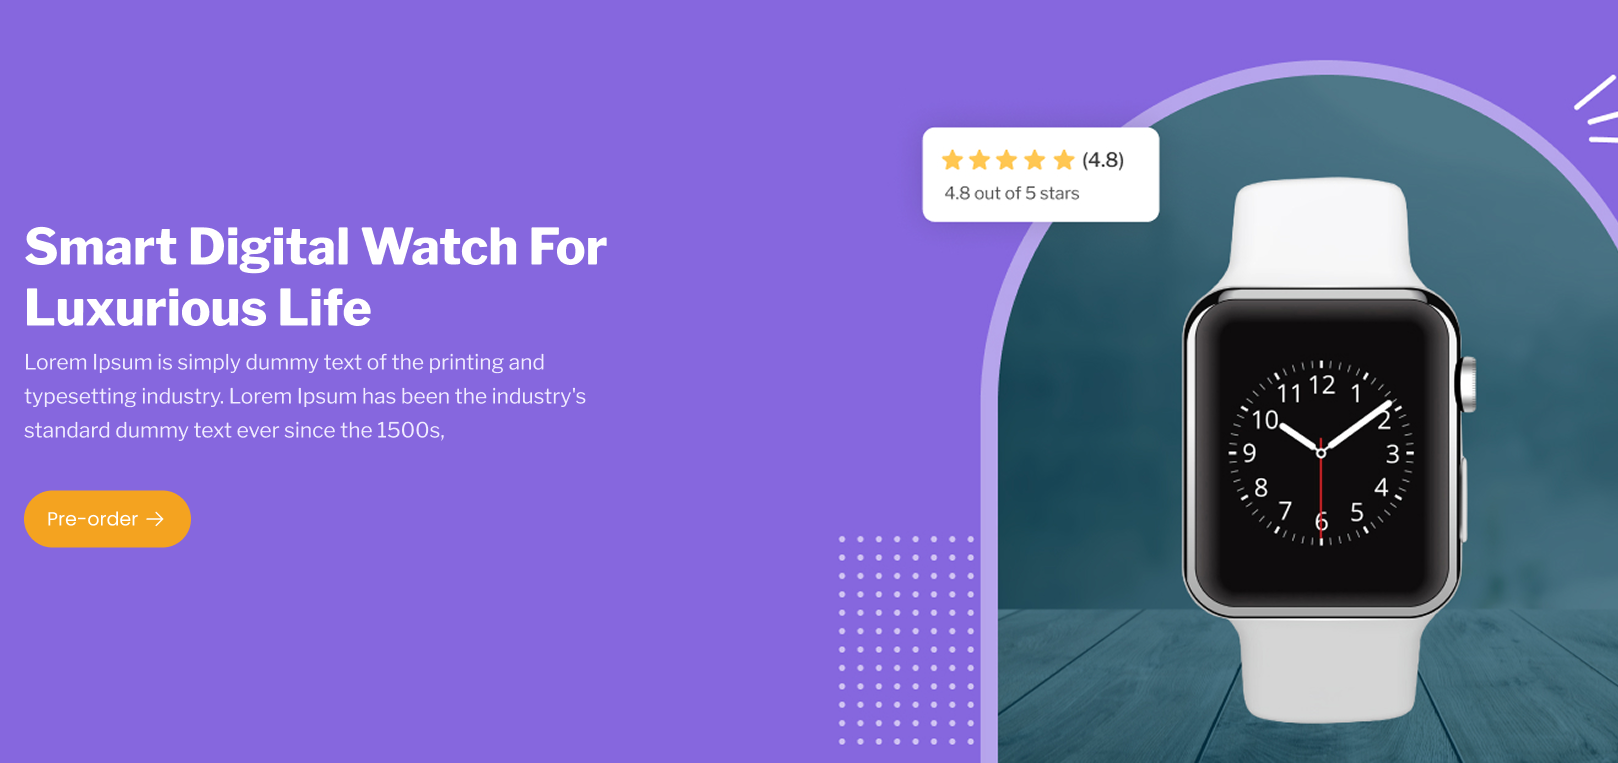 Smart Digital Watch For
Luxurious Life
Lorem Ipsum is simply dummy text of the printing and
typesetting industry. Lorem Ipsum has been the industry's
standard dummy text ever since the 1500s,
Pre-order →
(4.8)
4.8 out of 5 stars
12
11 1
10 2
9 3
8 4
7 5
6